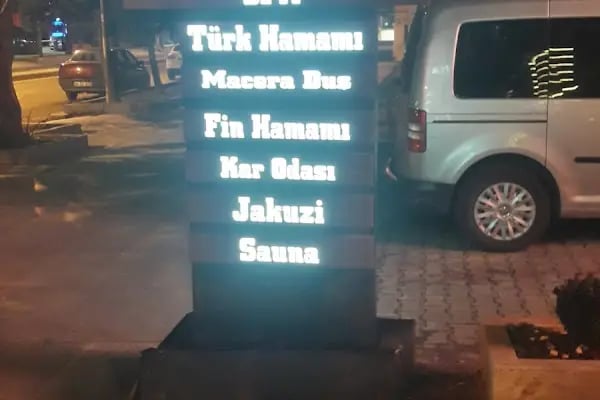 Türk Hamamı
Macera Duş
Fin Hamamı
Kar Odası
Jakuzi
Sauna